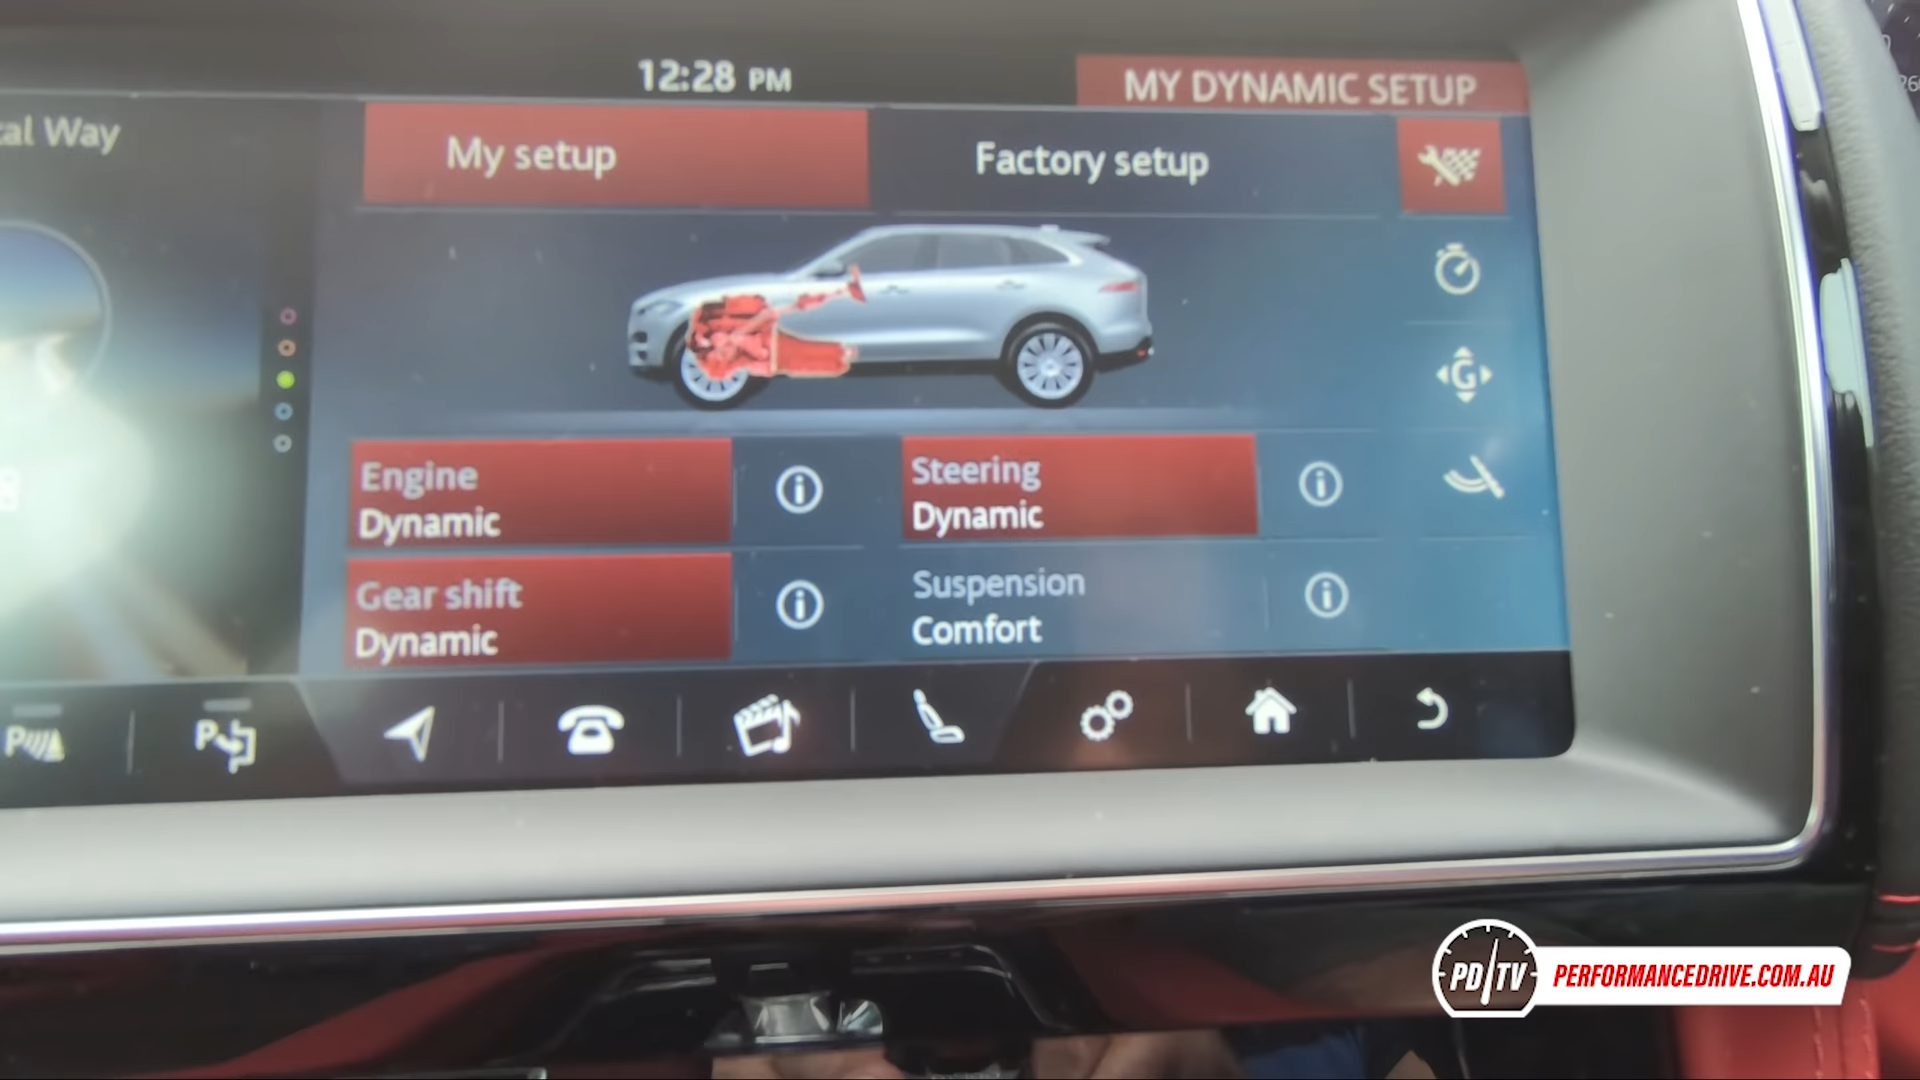 12:28 PM
MY DYNAMIC SETUP
Way
My setup
Factory setup
G
Engine
Dynamic
Steering
Dynamic
Gear shift
Dynamic
Suspension
Comfort
P
P
PD/TV
PERFORMANCEDRIVE.COM.AU